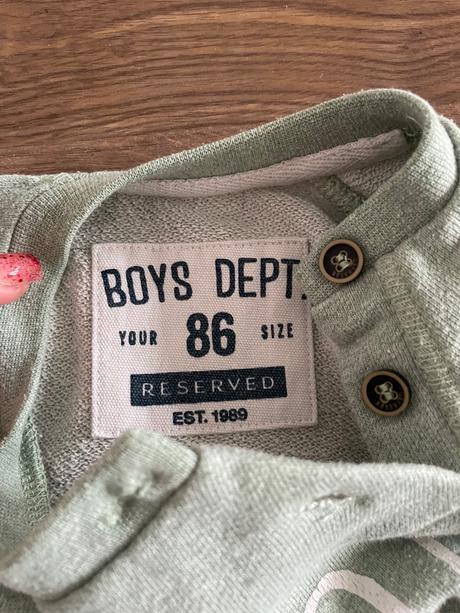 BOYS DEPT.
YOUR 86 SIZE
RESERVED
EST. 1989